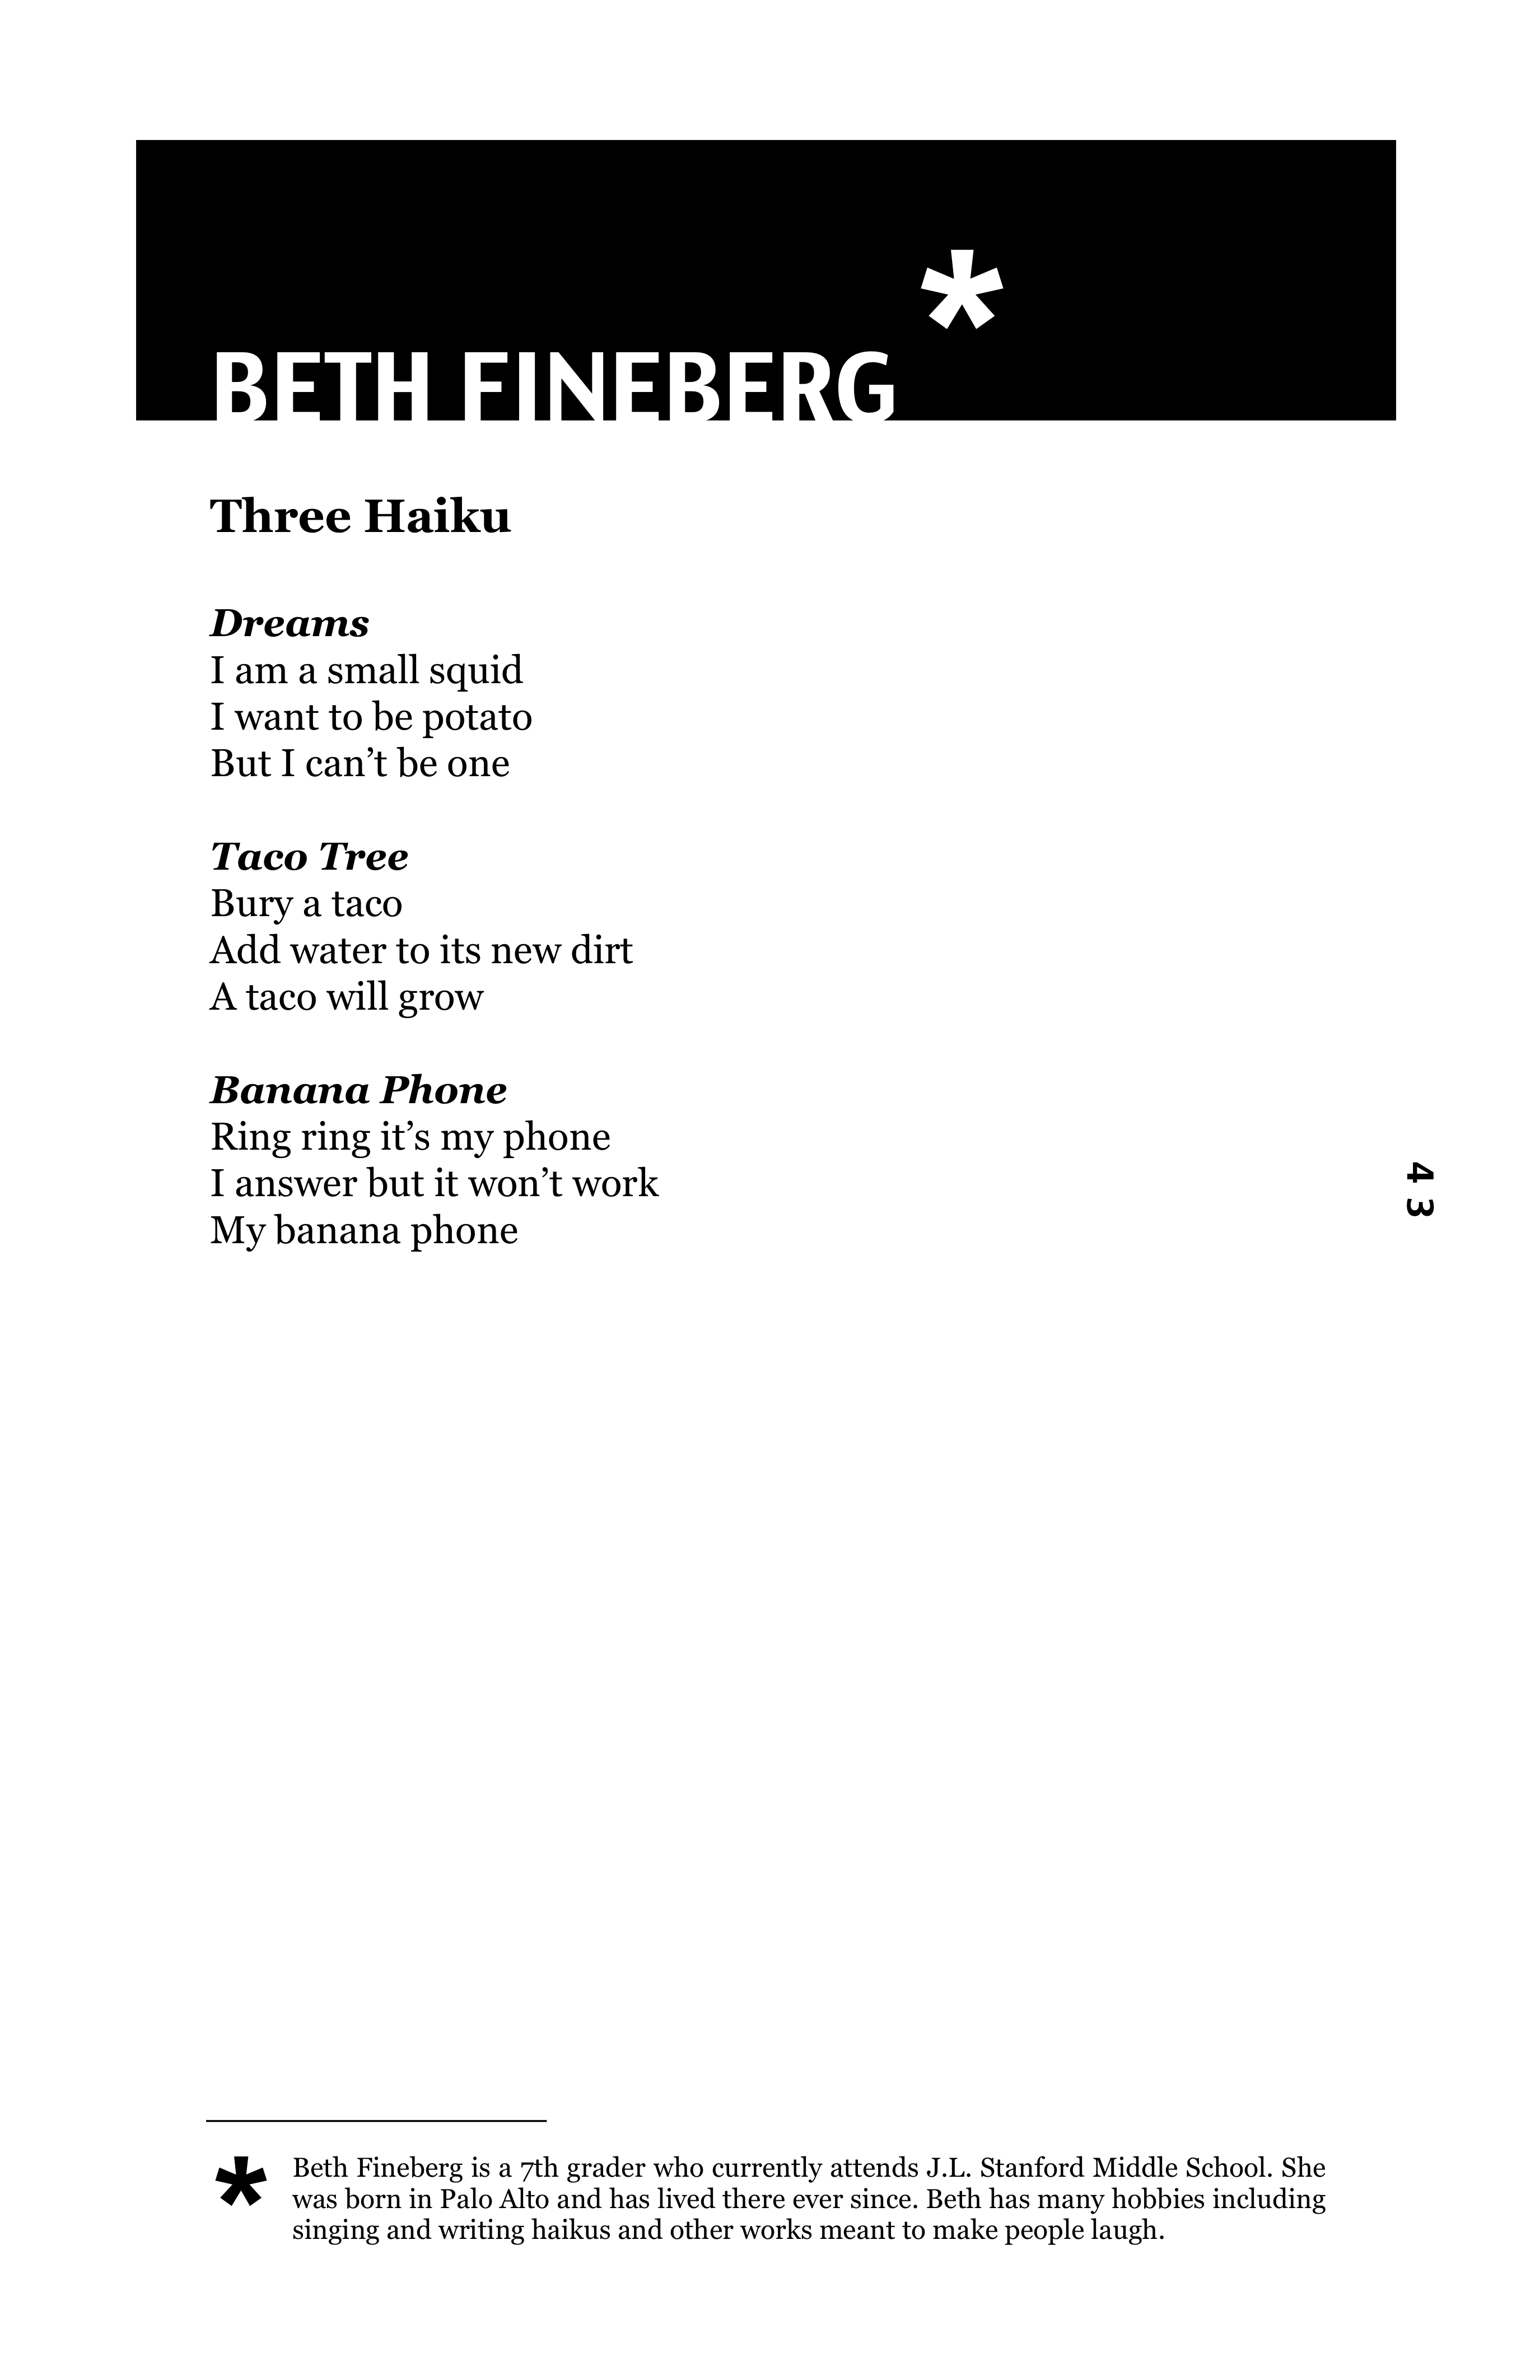 BETH FINEBERG*
Three Haiku
Dreams
I am a small squid
I want to be potato
But I can’t be one
Taco Tree
Bury a taco
Add water to its new dirt
A taco will grow
Banana Phone
Ring ring it’s my phone
I answer but it won’t work
My banana phone
43
* Beth Fineberg is a 7th grader who currently attends J.L. Stanford Middle School. She
was born in Palo Alto and has lived there ever since. Beth has many hobbies including
singing and writing haikus and other works meant to make people laugh.